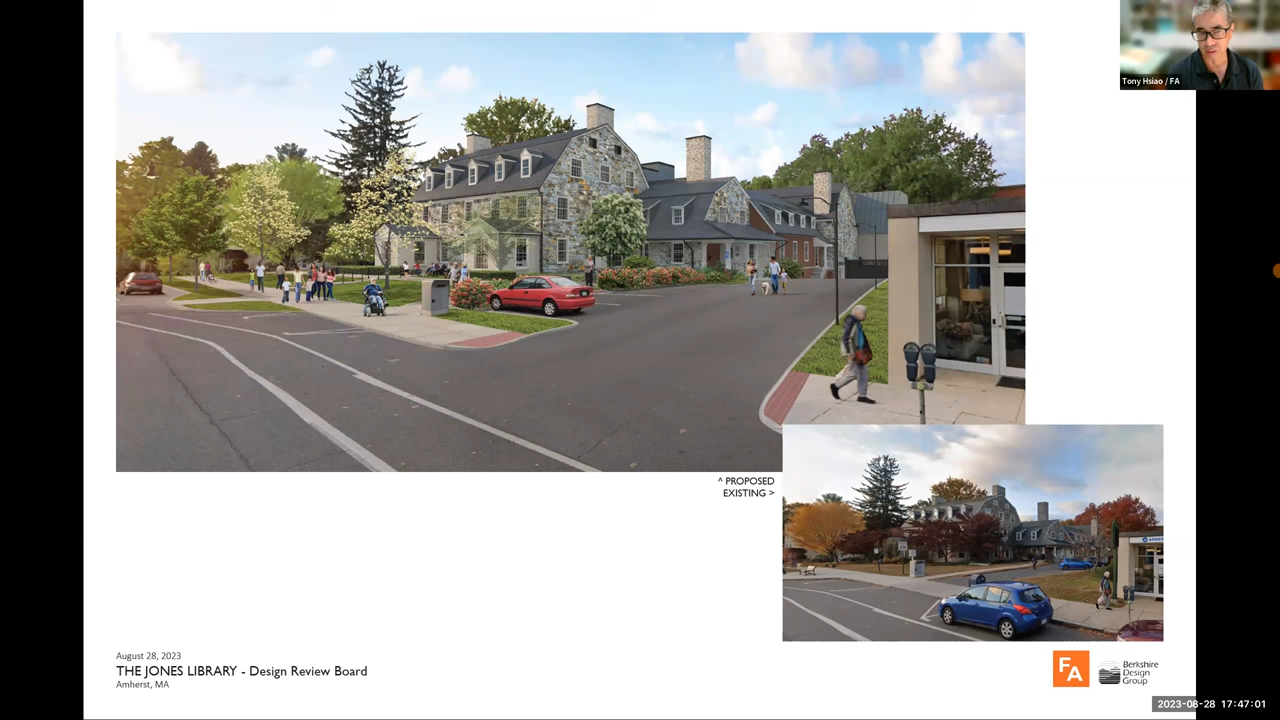 Tony Hsiao / FA
^ PROPOSED
EXISTING >
August 28, 2023
THE JONES LIBRARY - Design Review Board
Amherst, MA
FA
Berkshire
Design
Group
2023-08-28 17:47:01